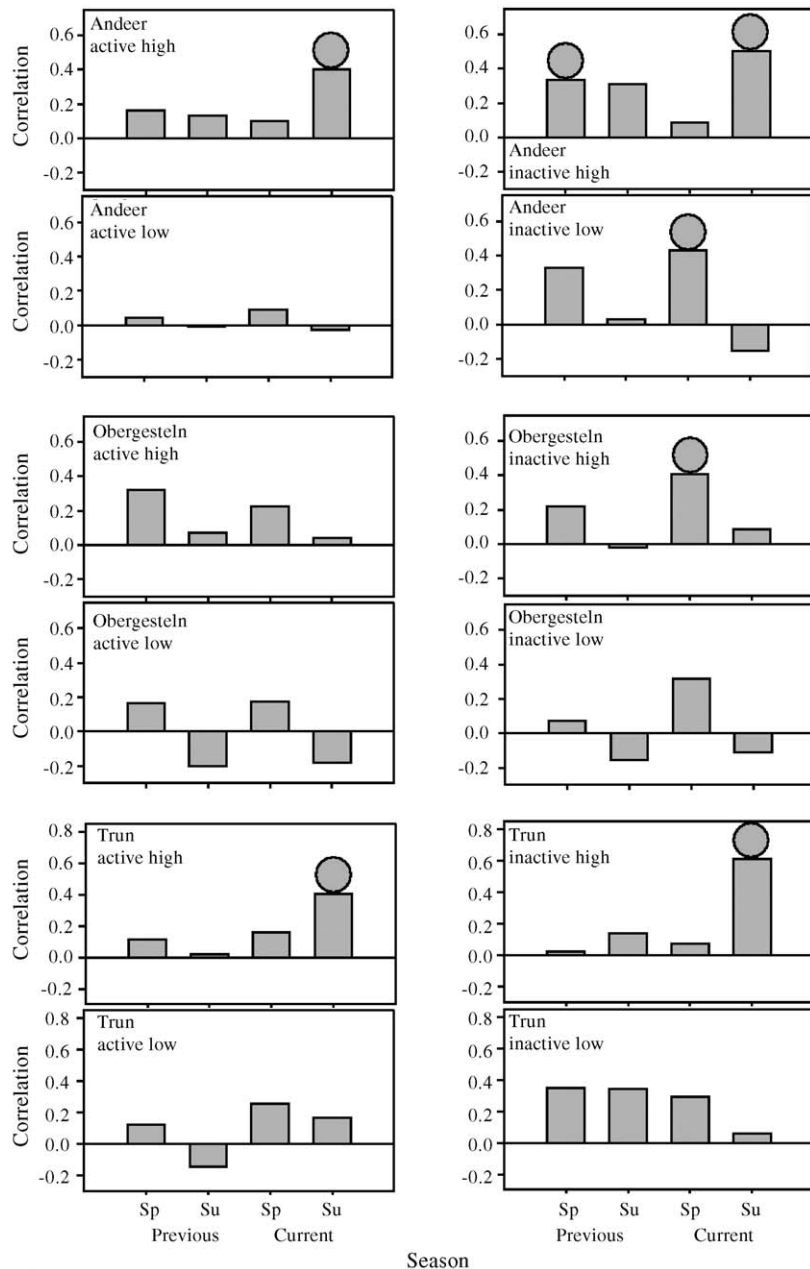 Andeer
active high
Correlation
0.6
0.4
0.2
0.0
-0.2
Andeer
inactive high
0.6
0.4
0.2
0.0
-0.2
Andeer
active low
Correlation
0.6
0.4
0.2
0.0
-0.2
Andeer
inactive low
0.6
0.4
0.2
0.0
-0.2
Obergesteln
active high
Correlation
0.6
0.4
0.2
0.0
-0.2
Obergesteln
inactive high
0.6
0.4
0.2
0.0
-0.2
Obergesteln
active low
Correlation
0.6
0.4
0.2
0.0
-0.2
Obergesteln
inactive low
0.6
0.4
0.2
0.0
-0.2
Trun
active high
Correlation
0.8
0.6
0.4
0.2
0.0
-0.2
Trun
inactive high
0.8
0.6
0.4
0.2
0.0
-0.2
Trun
active low
Correlation
0.8
0.6
0.4
0.2
0.0
-0.2
Trun
inactive low
0.8
0.6
0.4
0.2
0.0
-0.2
Sp Su Sp Su
Previous Current
Sp Su Sp Su
Previous Current
Season